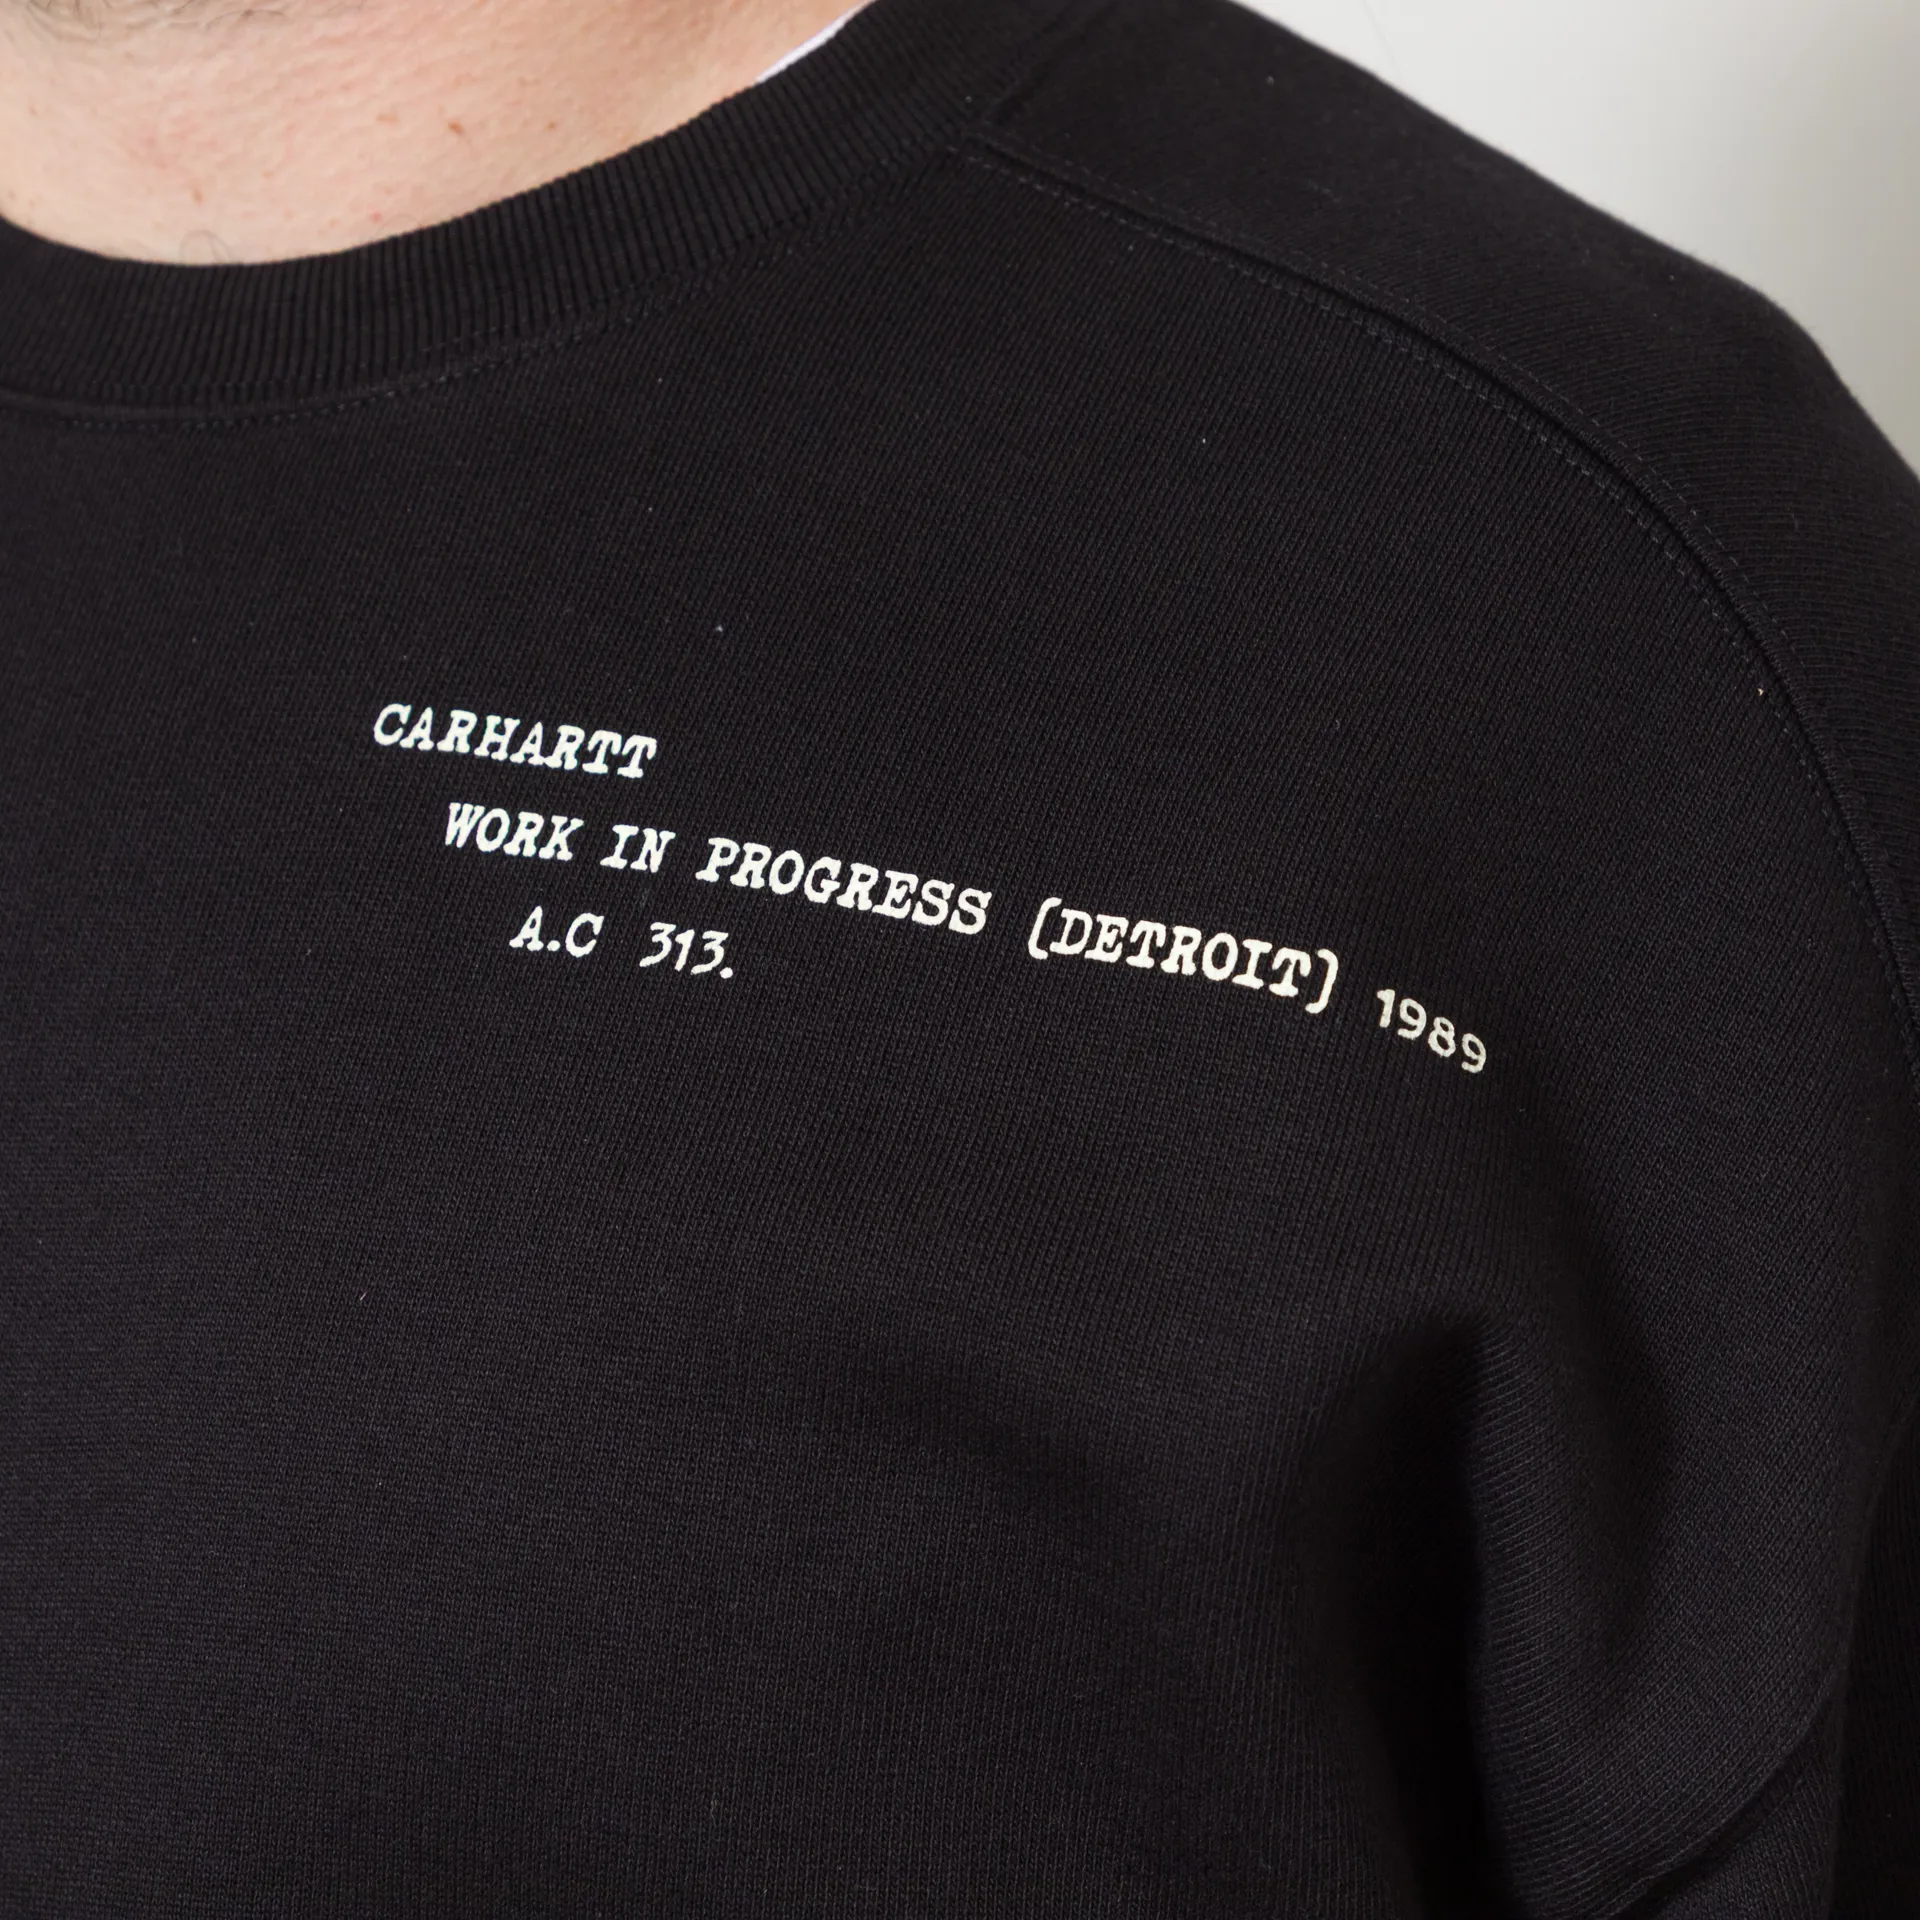 CARHARTT
WORK IN PROGRESS (DETROIT) 1989
A.C 313.